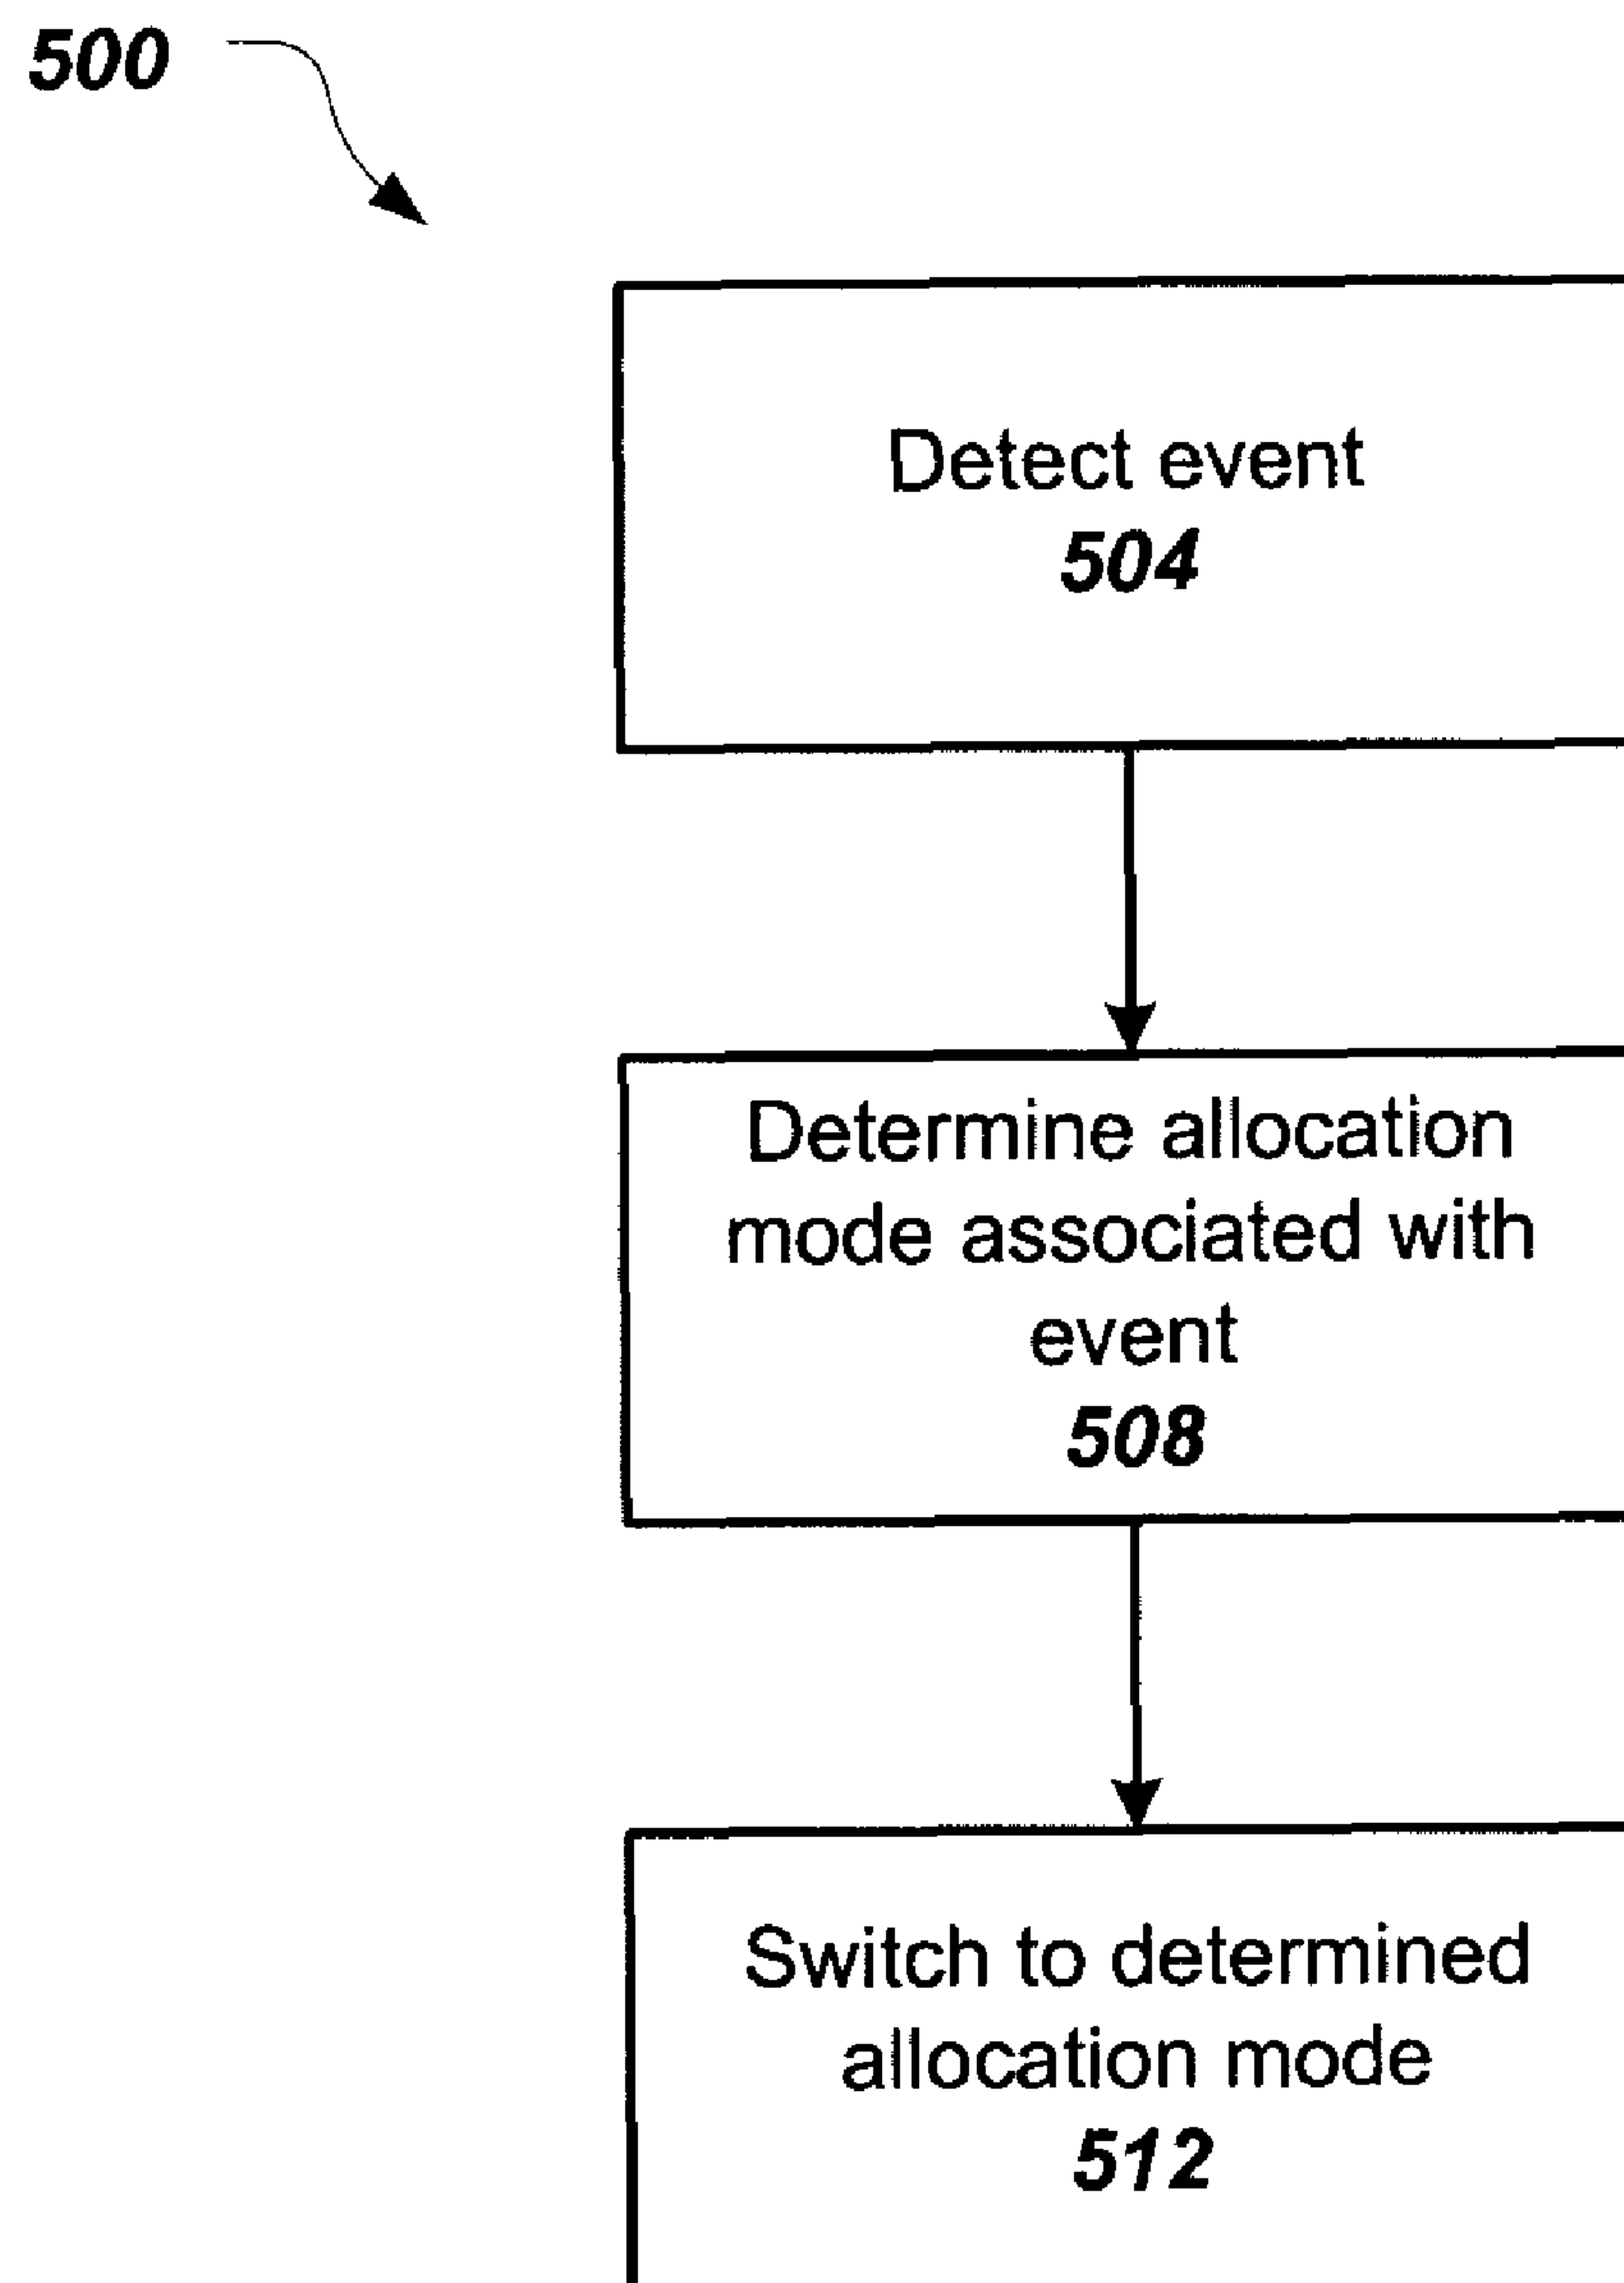 500
Detect event
504
Determine allocation
mode associated with
event
508
Switch to determined
allocation mode
512